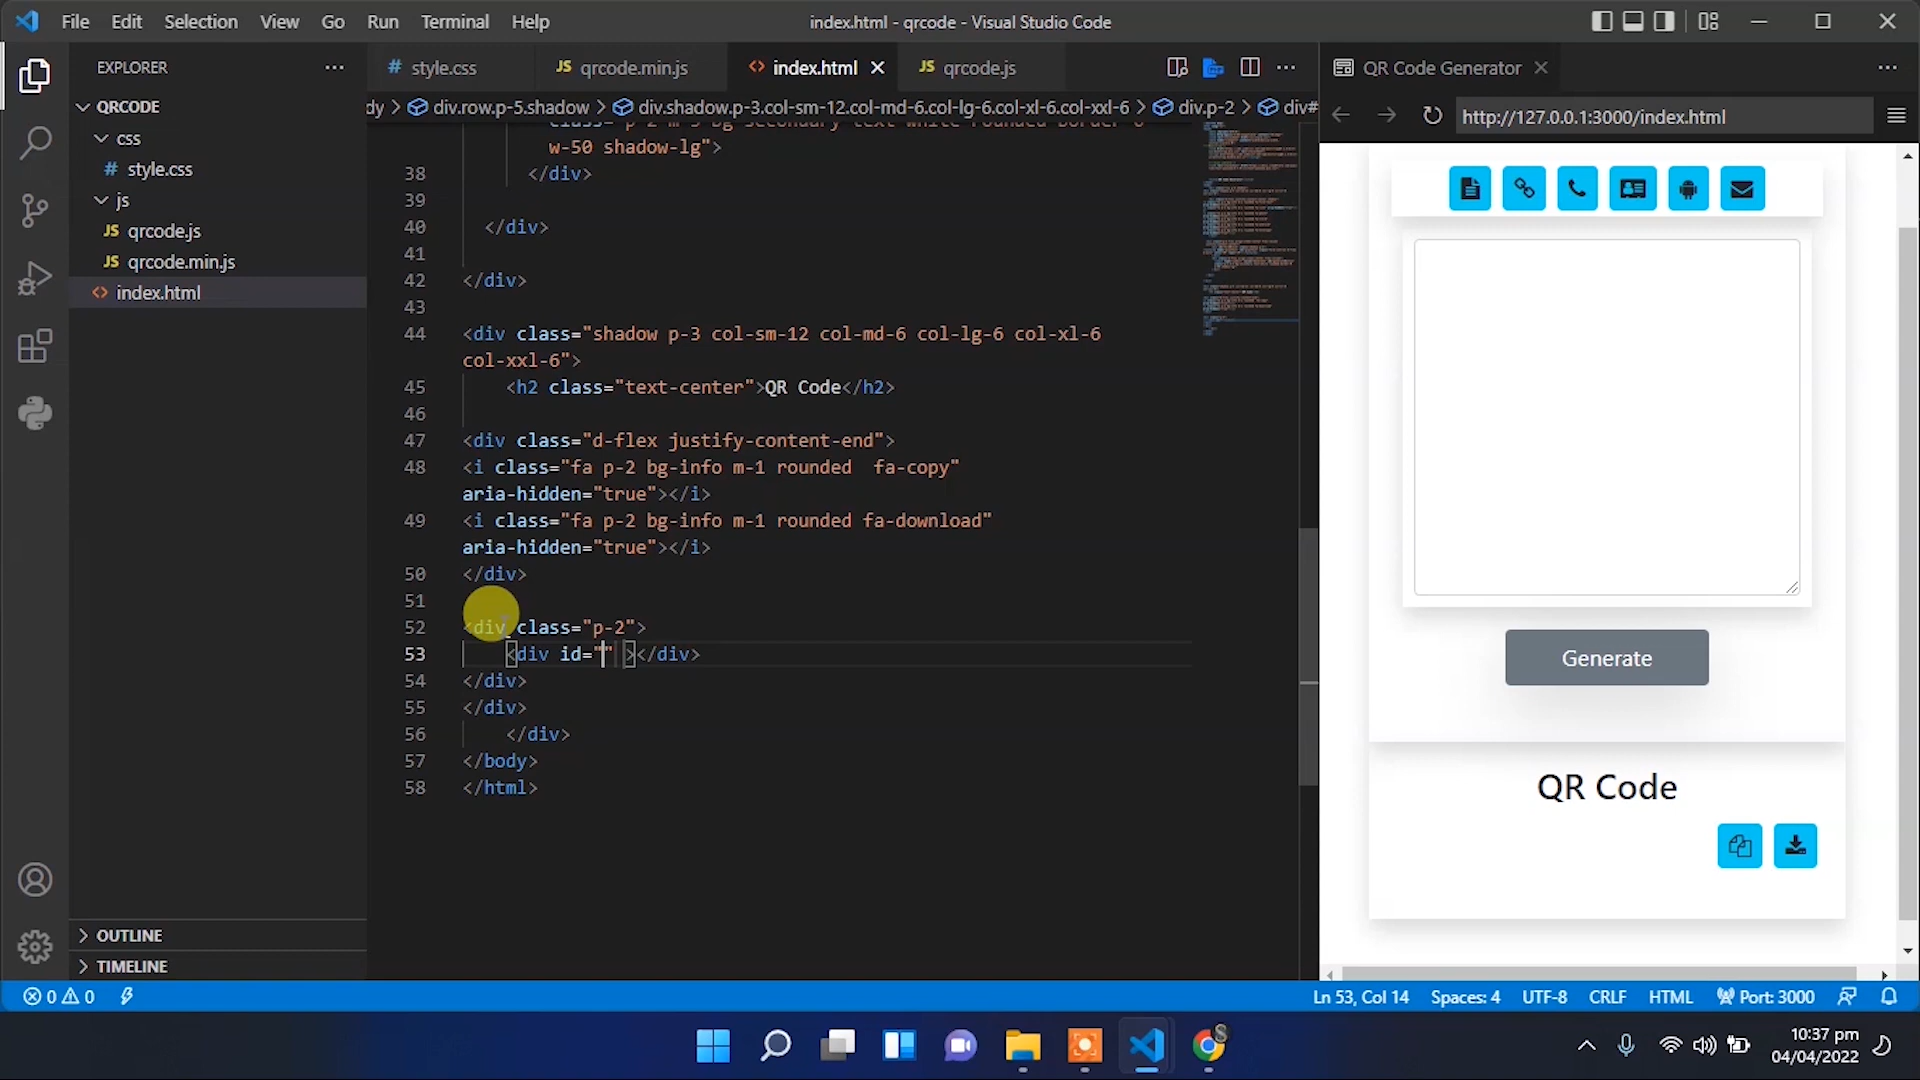 File Edit Selection View Go Run Terminal Help
index.html - qrcode - Visual Studio Code
EXPLORER
QRCODE
css
# style.css
js
JS qrcode.js
JS qrcode.min.js
<> index.html
OUTLINE
TIMELINE
# style.css
JS qrcode.min.js
<> index.html
JS qrcode.js
dy > div.row.p-5.shadow > div.shadow.p-3.col-sm-12.col-md-6.col-lg-6.col-xl-6.col-xxl-6 > div.p-2 > div#
w-50 shadow-lg">
38 </div>
39
40 </div>
41
42 </div>
43
44 <div class="shadow p-3 col-sm-12 col-md-6 col-lg-6 col-xl-6
col-xxl-6">
45 <h2 class="text-center">QR Code</h2>
46
47 <div class="d-flex justify-content-end">
48 <i class="fa p-2 bg-info m-1 rounded  fa-copy"
aria-hidden="true"></i>
49 <i class="fa p-2 bg-info m-1 rounded fa-download"
aria-hidden="true"></i>
50 </div>
51
52 <div class="p-2">
53 <div id="" ></div>
54 </div>
55 </div>
56 </div>
57 </body>
58 </html>
QR Code Generator
http://127.0.0.1:3000/index.html
Generate
QR Code
0 0
Ln 53, Col 14 Spaces: 4 UTF-8 CRLF HTML Port: 3000
S
10:37 pm
04/04/2022